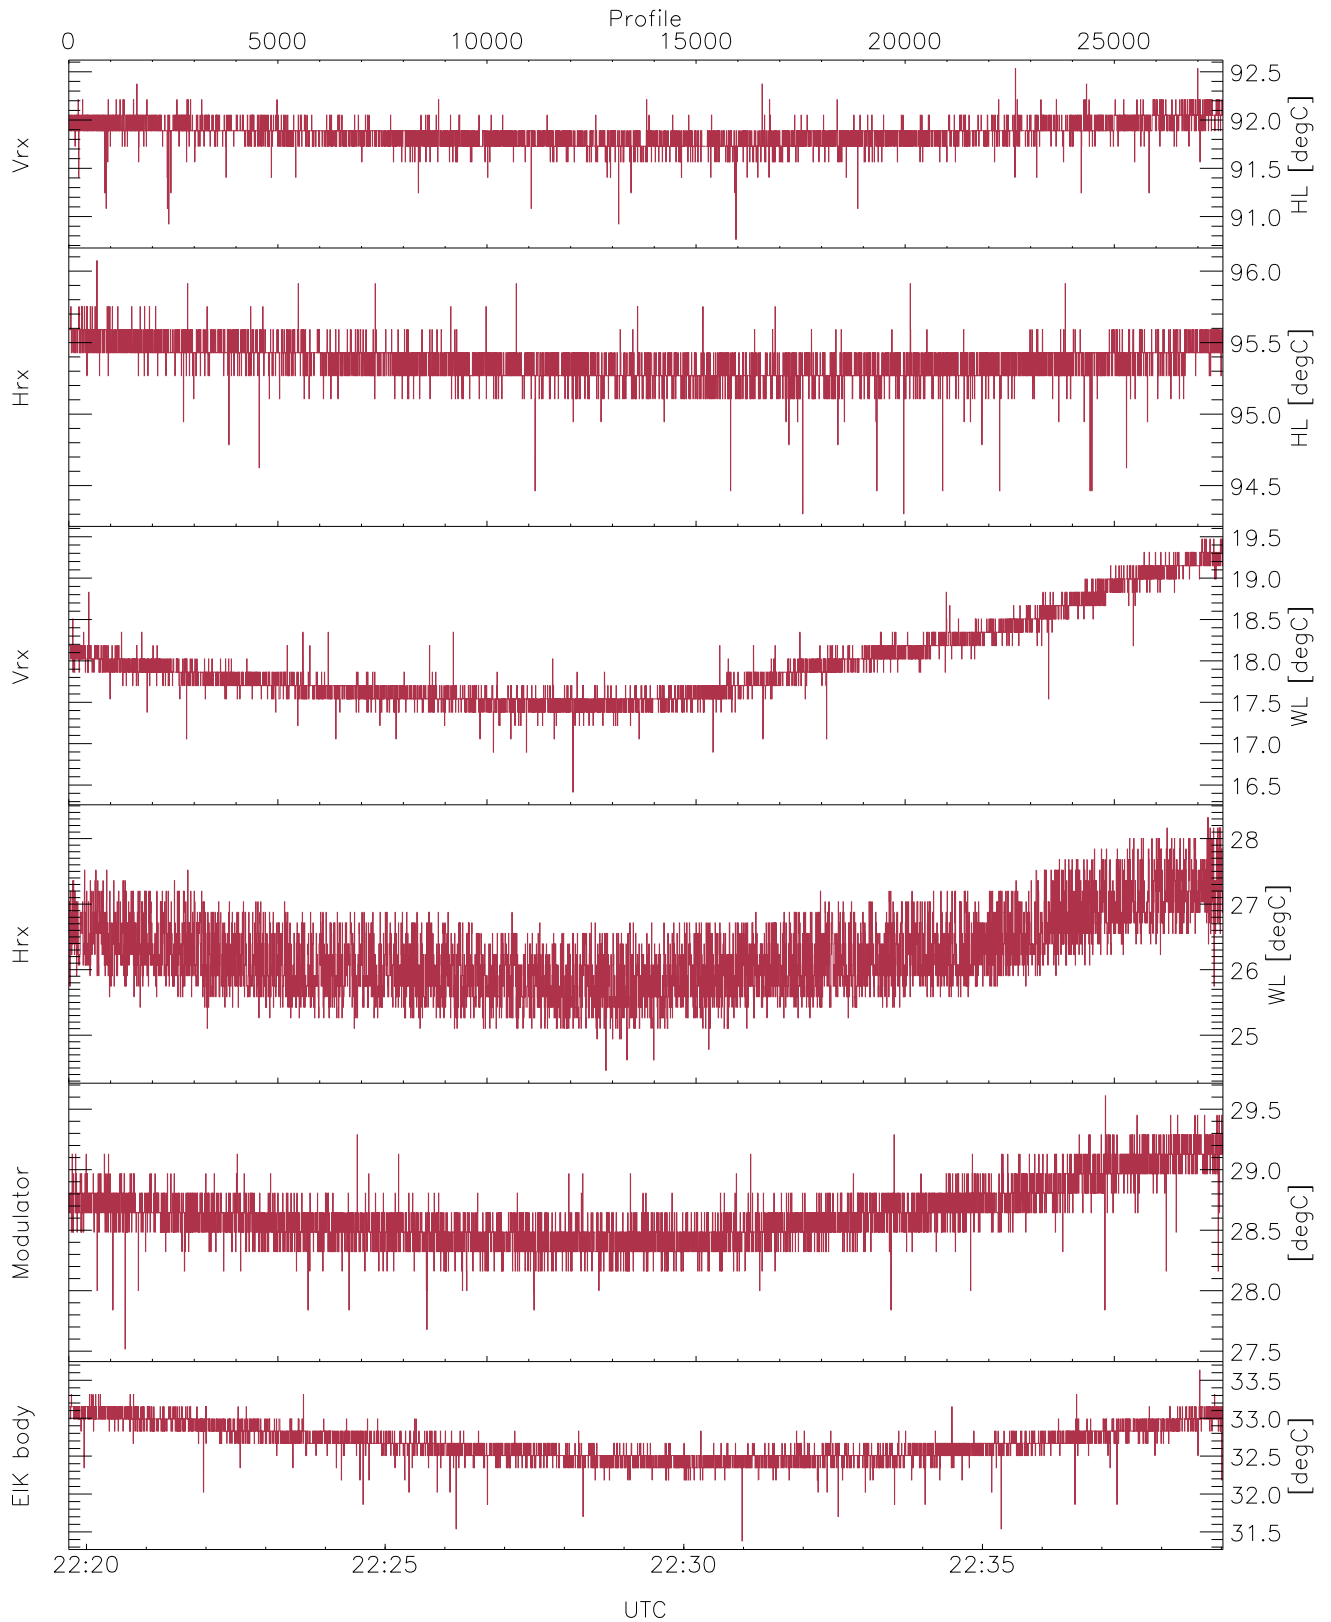 Profile
0 5000 10000 15000 20000 25000
Vrx
92.5
92.0
91.5
91.0
HL [degC]
Hrx
96.0
95.5
95.0
94.5
HL [degC]
Vrx
19.5
19.0
18.5
18.0
17.5
17.0
16.5
WL [degC]
Hrx
28
27
26
25
WL [degC]
Modulator
29.5
29.0
28.5
28.0
27.5
[degC]
EIK body
33.5
33.0
32.5
32.0
31.5
[degC]
22:20 22:25 22:30 22:35
UTC